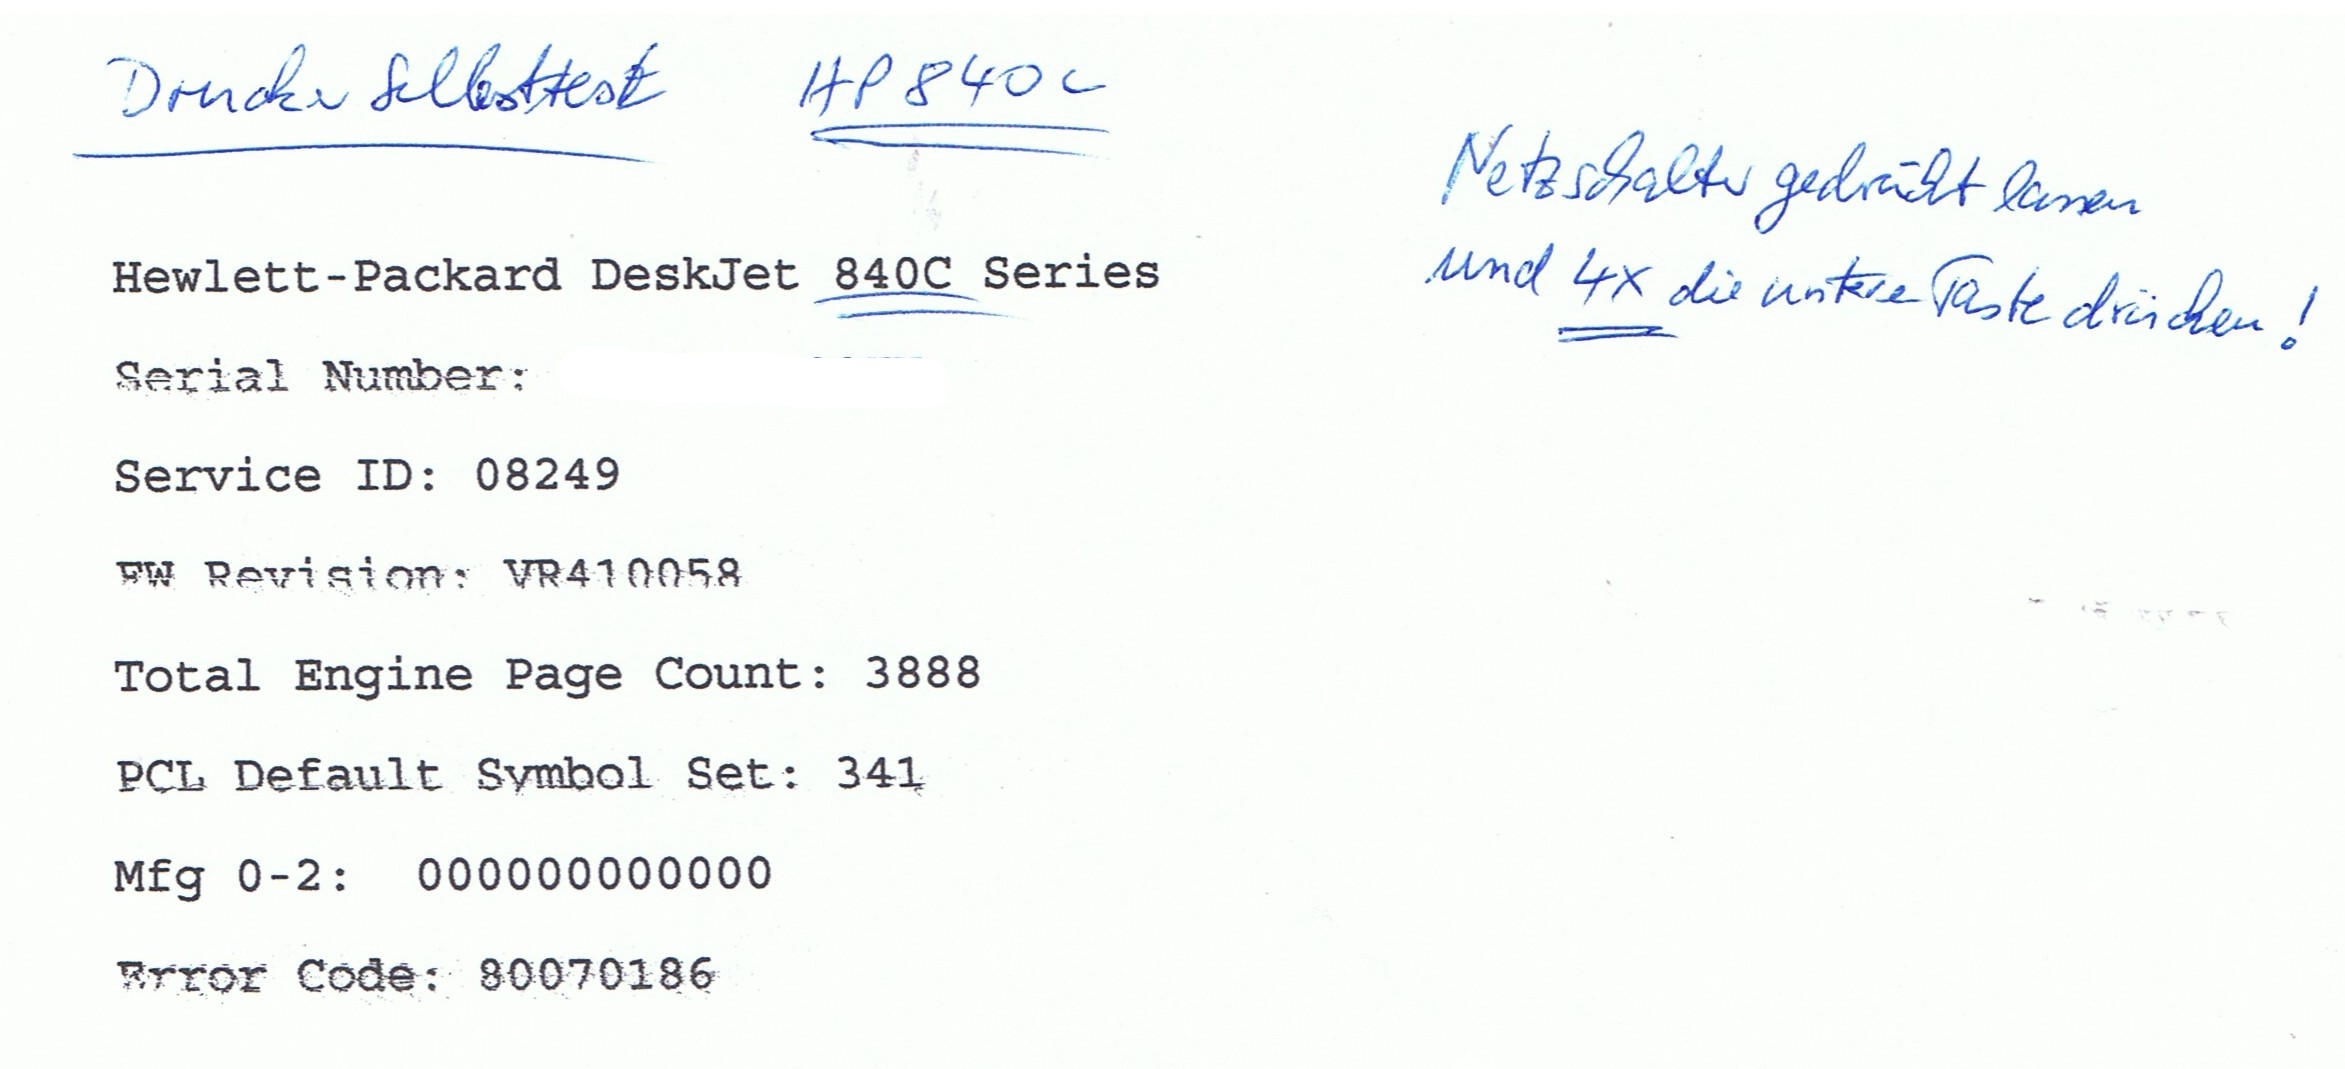 Drucker Selbsttest HP 840C
Netzschalter gedrückt lassen
und 4x die untere Taste drücken!
Hewlett-Packard DeskJet 840C Series
Serial Number:
Service ID: 08249
FW Revision: VR410058
Total Engine Page Count: 3888
PCL Default Symbol Set: 341
Mfg 0-2: 000000000000
Error Code: 80070186